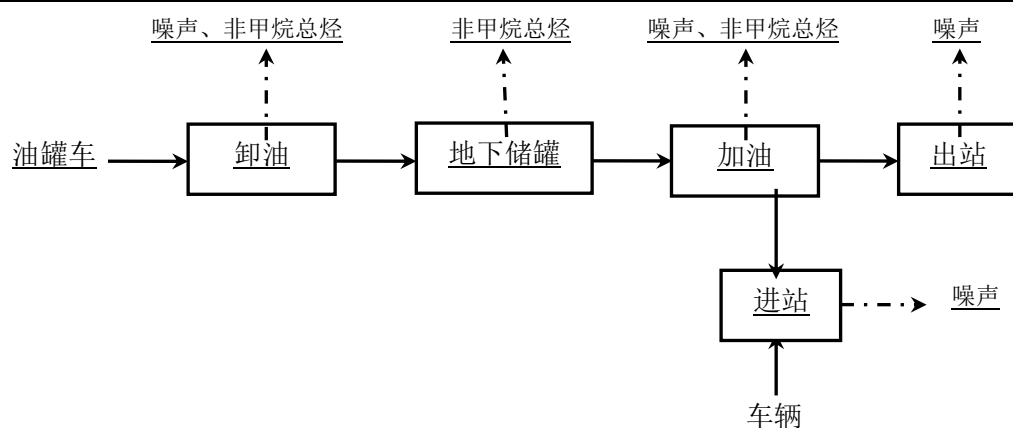 噪声、非甲烷总烃
非甲烷总烃
噪声、非甲烷总烃
噪声
油罐车
卸油
地下储罐
加油
出站
进站
噪声
车辆